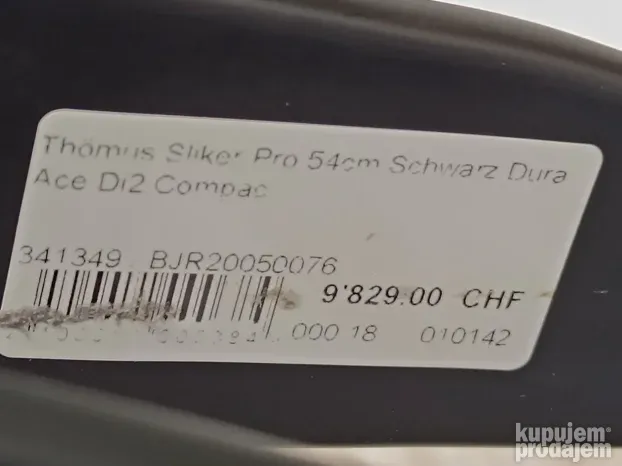 Thömus Sliker Pro 54cm Schwarz Dura
Ace Di2 Compac
341349 BJR20050076
9'829.00 CHF
000 18 010142
kupujem
prodajem